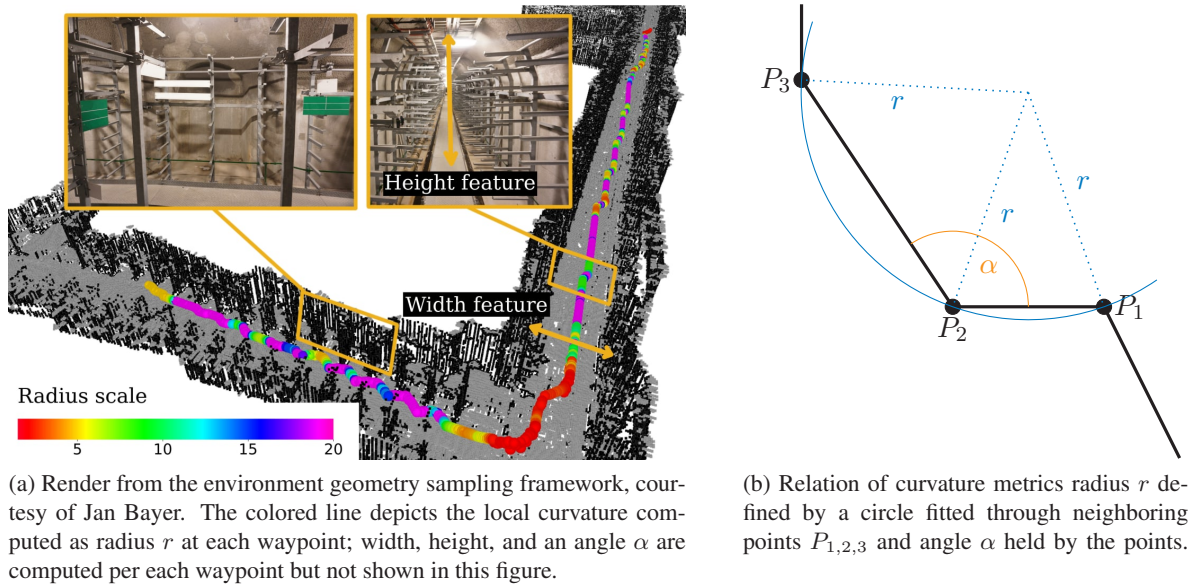 Height feature
Width feature
Radius scale
5 10 15 20
P₃
r
r
r
α
P₂
P₁
(a) Render from the environment geometry sampling framework, cour-
tesy of Jan Bayer. The colored line depicts the local curvature com-
puted as radius r at each waypoint; width, height, and an angle α are
computed per each waypoint but not shown in this figure.
(b) Relation of curvature metrics radius r de-
fined by a circle fitted through neighboring
points P₁,₂,₃ and angle α held by the points.